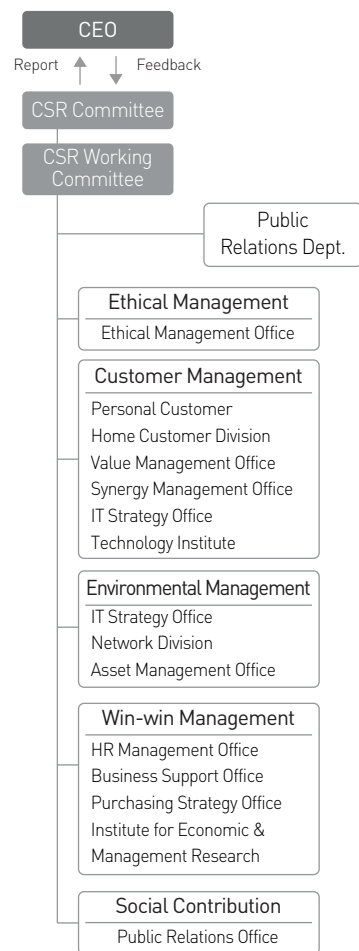 CEO
Report
Feedback
CSR Committee
CSR Working
Committee
Public
Relations Dept.
Ethical Management
Ethical Management Office
Customer Management
Personal Customer
Home Customer Division
Value Management Office
Synergy Management Office
IT Strategy Office
Technology Institute
Environmental Management
IT Strategy Office
Network Division
Asset Management Office
Win-win Management
HR Management Office
Business Support Office
Purchasing Strategy Office
Institute for Economic &
Management Research
Social Contribution
Public Relations Office